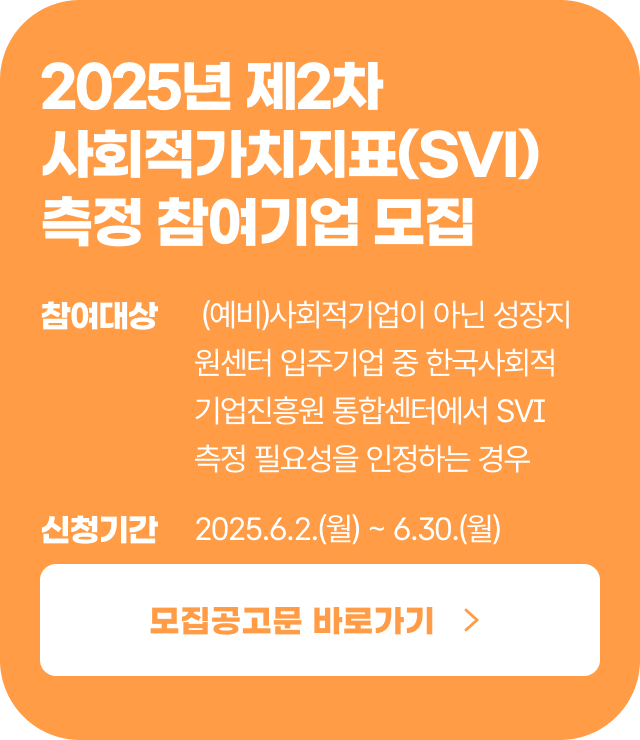 2025년 제2차
사회적가치지표(SVI)
측정 참여기업 모집
참여대상 (예비)사회적기업이 아닌 성장지
원센터 입주기업 중 한국사회적
기업진흥원 통합센터에서 SVI
측정 필요성을 인정하는 경우
신청기간 2025.6.2.(월) ~ 6.30.(월)
모집공고문 바로가기 >